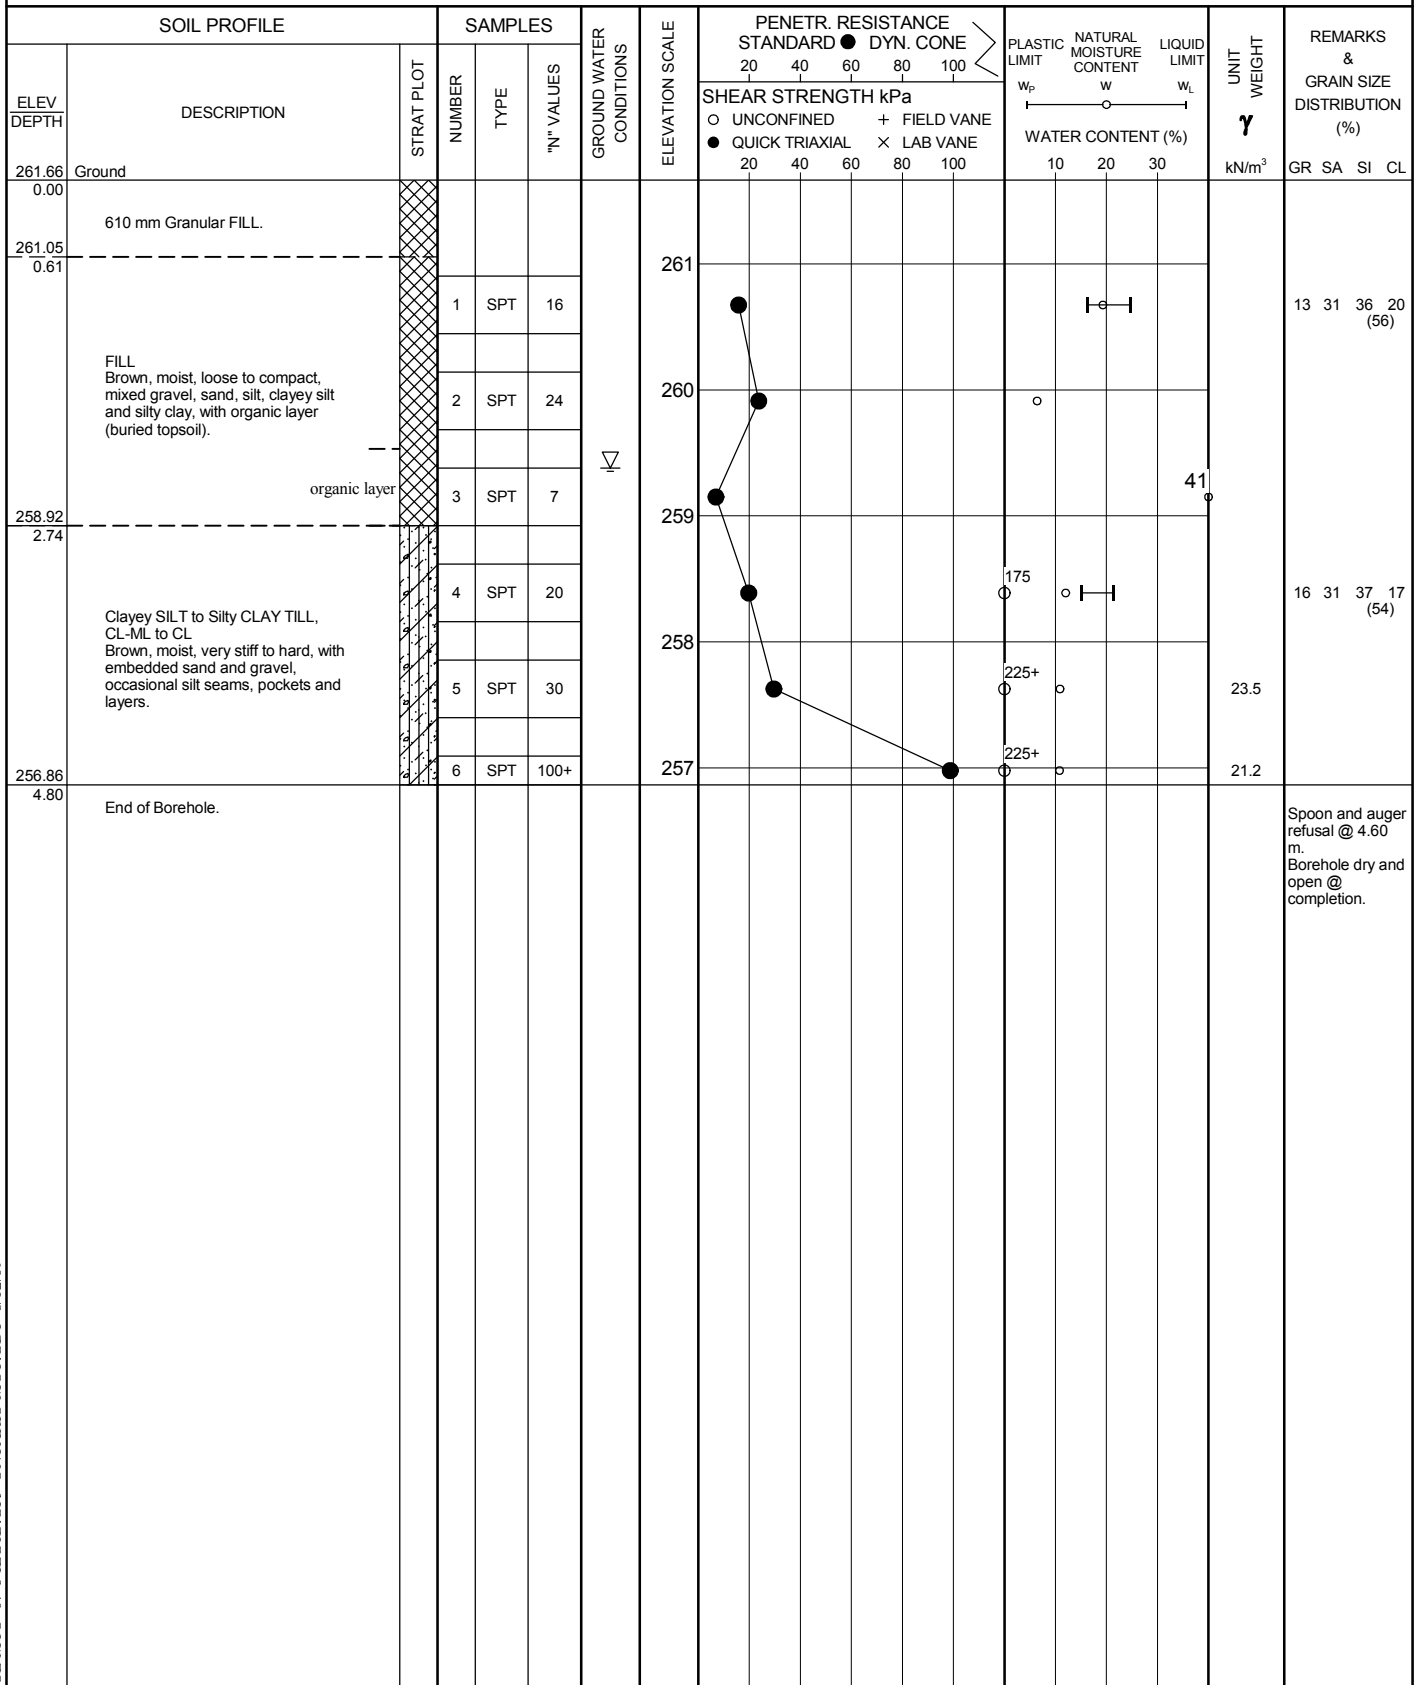 SOIL PROFILE
SAMPLES
GROUND WATER
CONDITIONS
ELEVATION SCALE
PENETR. RESISTANCE
STANDARD ● DYN. CONE
20 40 60 80 100
SHEAR STRENGTH kPa
○ UNCONFINED + FIELD VANE
● QUICK TRIAXIAL × LAB VANE
20 40 60 80 100
PLASTIC
LIMIT
NATURAL
MOISTURE
CONTENT
LIQUID
LIMIT
wP w wL
WATER CONTENT (%)
10 20 30
UNIT
WEIGHT
γ
kN/m³
REMARKS
&
GRAIN SIZE
DISTRIBUTION
(%)
GR SA SI CL
ELEV
DEPTH
DESCRIPTION
STRAT PLOT
NUMBER
TYPE
"N" VALUES
261.66 Ground
0.00
610 mm Granular FILL.
261.05
0.61
261
1 SPT 16
13 31 36 20
(56)
FILL
Brown, moist, loose to compact,
mixed gravel, sand, silt, clayey silt
and silty clay, with organic layer
(buried topsoil).
260
2 SPT 24
organic layer
3 SPT 7
41
258.92
2.74
259
4 SPT 20
175
16 31 37 17
(54)
Clayey SILT to Silty CLAY TILL,
CL-ML to CL
Brown, moist, very stiff to hard, with
embedded sand and gravel,
occasional silt seams, pockets and
layers.
258
5 SPT 30
225+
23.5
257
6 SPT 100+
225+
21.2
256.86
4.80
End of Borehole.
Spoon and auger
refusal @ 4.60
m.
Borehole dry and
open @
completion.